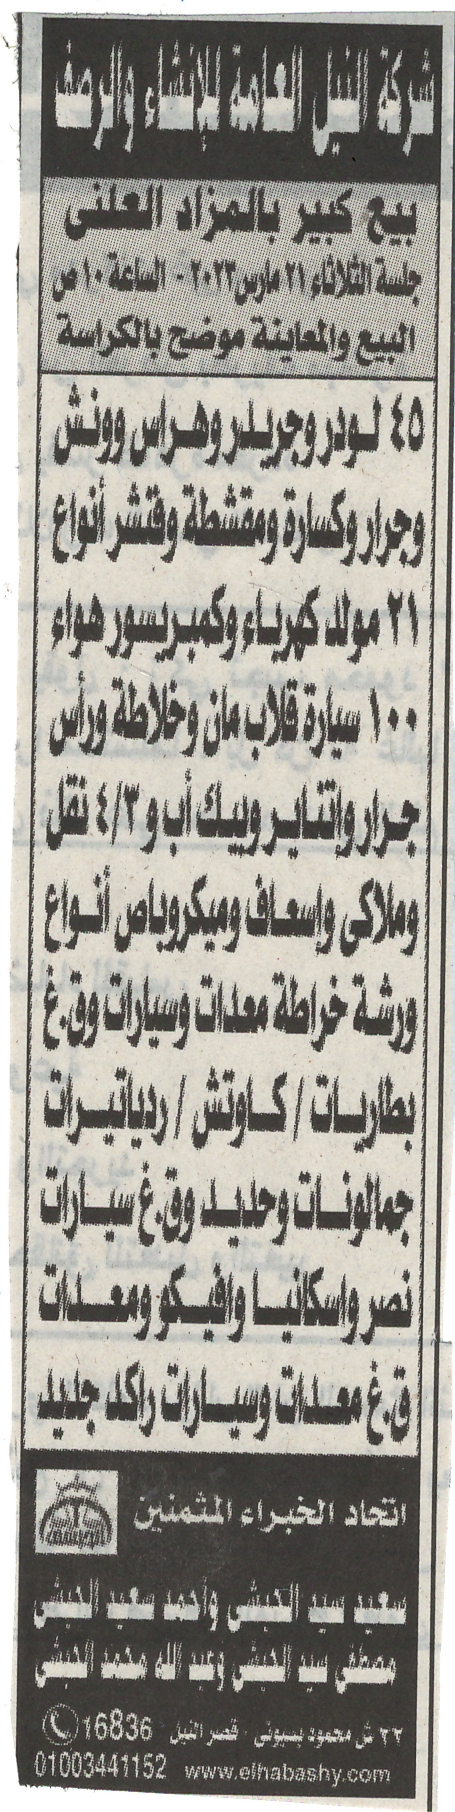 شركة النيل العامة للإنشاء والرصف
بيع كبير بالمزاد العلنى
جلسة الثلاثاء ٢١ مارس ٢٠٢٣ - الساعة ١٠ ص
البيع والمعاينة موضح بالكراسة
٤٥ لودر وجريدر وهراس وونش
وجرار وكسارة ومقشطة وفنشر أنواع
٢١ مولد كهرباء وكمبريسور هواء
١٠٠ سيارة قلاب مان وخلاطة ورأس
جرار وانتابر وبيك أب و ٤/٣ نقل
وملاكى واسعاف وميكروباص أنواع
ورشة خراطة معدات وسيارات وق.غ
بطاريات / كاوتش / ردياتيرات
جمالونات وحديد وق.غ سيارات
نصر واسكانيا وافيكو ومعدات
ق.غ معدات وسيارات راكد جديد
اتحاد الخبراء المثمنين
سعيد سيد الحبشى وأحمد سعيد الحبشى
مصطفى سيد الحبشى وعبد الله محمد الحبشى
٢٢ ش محمود بسيونى - قصر النيل 16836
01003441152 www.elhabashy.com